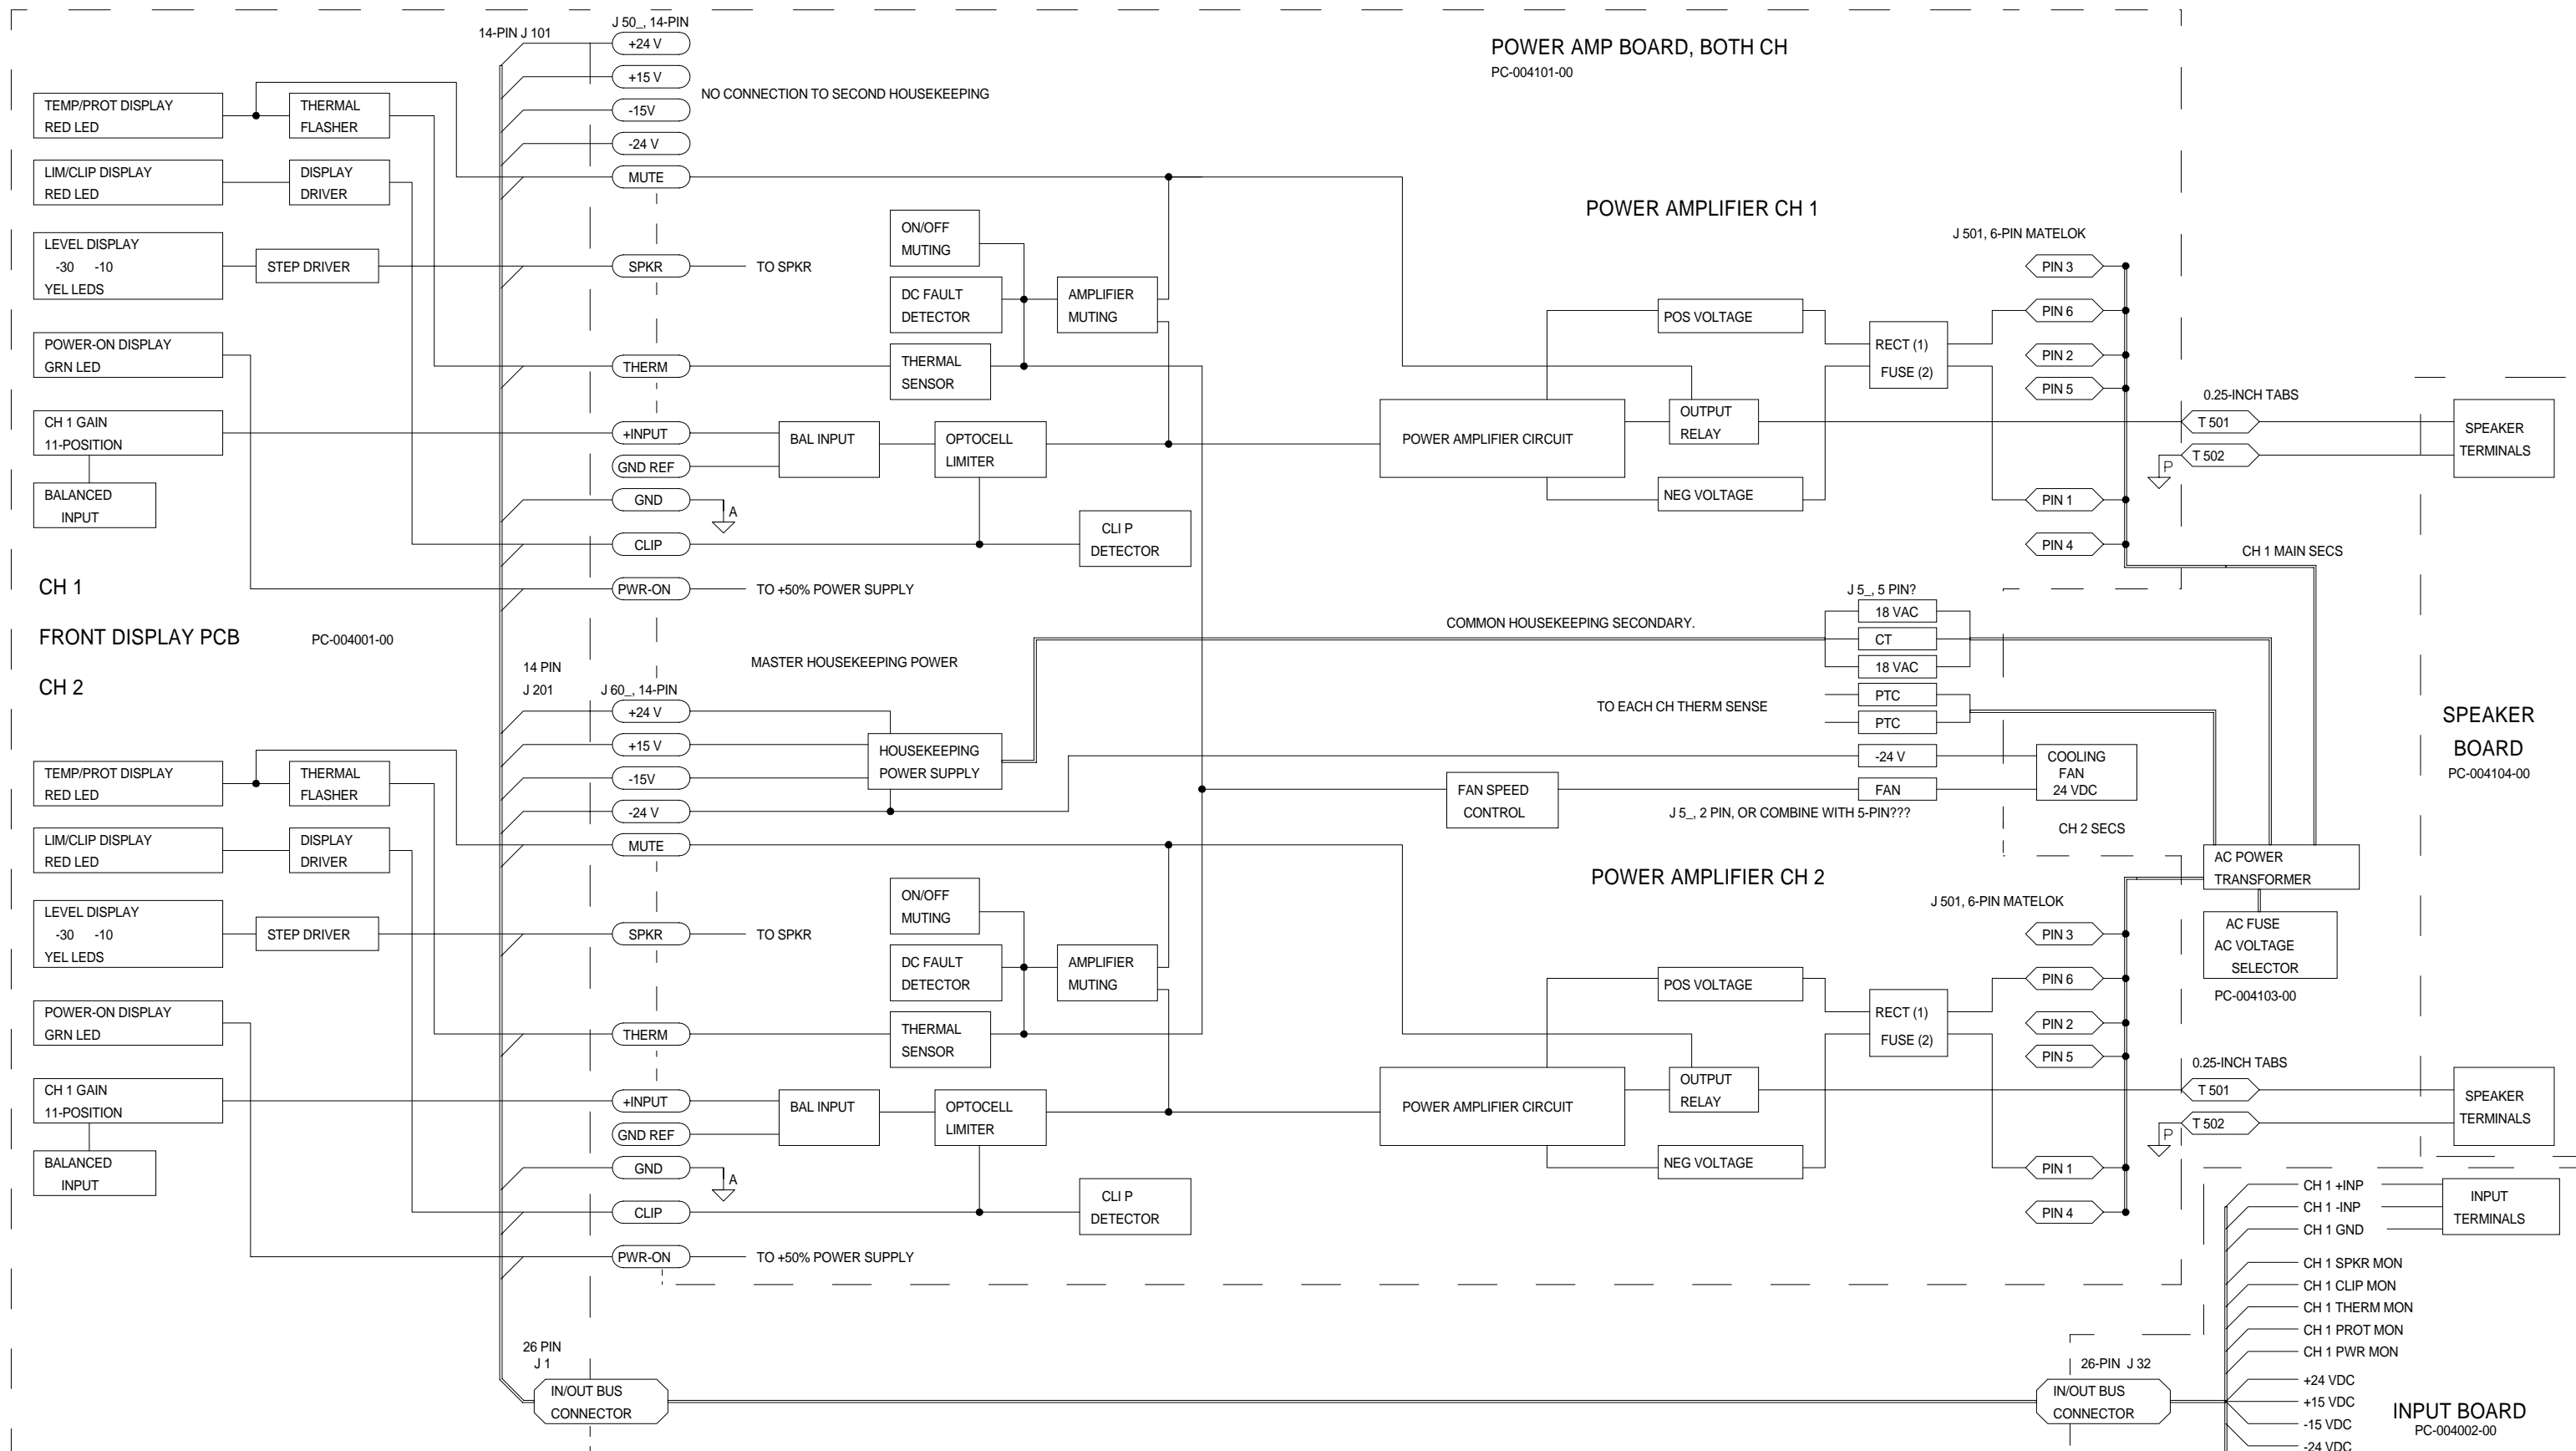 J 50_, 14-PIN
14-PIN J 101
+24 V
+15 V
-15V
-24 V
NO CONNECTION TO SECOND HOUSEKEEPING
POWER AMP BOARD, BOTH CH
PC-004101-00
TEMP/PROT DISPLAY
RED LED
THERMAL
FLASHER
LIM/CLIP DISPLAY
RED LED
DISPLAY
DRIVER
MUTE
LEVEL DISPLAY
-30 -10
YEL LEDS
STEP DRIVER
SPKR
TO SPKR
ON/OFF
MUTING
DC FAULT
DETECTOR
AMPLIFIER
MUTING
POWER AMPLIFIER CH 1
J 501, 6-PIN MATELOK
PIN 3
PIN 6
PIN 2
PIN 5
PIN 1
PIN 4
POS VOLTAGE
RECT (1)
FUSE (2)
POWER-ON DISPLAY
GRN LED
THERM
THERMAL
SENSOR
CH 1 GAIN
11-POSITION
BALANCED
INPUT
+INPUT
GND REF
BAL INPUT
OPTOCELL
LIMITER
POWER AMPLIFIER CIRCUIT
OUTPUT
RELAY
NEG VOLTAGE
0.25-INCH TABS
T 501
T 502
P
SPEAKER
TERMINALS
GND
A
CLIP
CLI P
DETECTOR
CH 1 MAIN SECS
PWR-ON
TO +50% POWER SUPPLY
CH 1
FRONT DISPLAY PCB
PC-004001-00
CH 2
J 5_, 5 PIN?
18 VAC
CT
18 VAC
PTC
PTC
-24 V
FAN
COMMON HOUSEKEEPING SECONDARY.
MASTER HOUSEKEEPING POWER
14 PIN
J 201
J 60_, 14-PIN
+24 V
+15 V
-15V
-24 V
HOUSEKEEPING
POWER SUPPLY
TO EACH CH THERM SENSE
FAN SPEED
CONTROL
J 5_, 2 PIN, OR COMBINE WITH 5-PIN???
COOLING
FAN
24 VDC
CH 2 SECS
SPEAKER
BOARD
PC-004104-00
AC POWER
TRANSFORMER
AC FUSE
AC VOLTAGE
SELECTOR
PC-004103-00
TEMP/PROT DISPLAY
RED LED
THERMAL
FLASHER
LIM/CLIP DISPLAY
RED LED
DISPLAY
DRIVER
MUTE
LEVEL DISPLAY
-30 -10
YEL LEDS
STEP DRIVER
SPKR
TO SPKR
ON/OFF
MUTING
DC FAULT
DETECTOR
AMPLIFIER
MUTING
POWER AMPLIFIER CH 2
J 501, 6-PIN MATELOK
PIN 3
PIN 6
PIN 2
PIN 5
PIN 1
PIN 4
POS VOLTAGE
RECT (1)
FUSE (2)
POWER-ON DISPLAY
GRN LED
THERM
THERMAL
SENSOR
CH 1 GAIN
11-POSITION
BALANCED
INPUT
+INPUT
GND REF
BAL INPUT
OPTOCELL
LIMITER
POWER AMPLIFIER CIRCUIT
OUTPUT
RELAY
NEG VOLTAGE
0.25-INCH TABS
T 501
T 502
P
SPEAKER
TERMINALS
GND
A
CLIP
CLI P
DETECTOR
PWR-ON
TO +50% POWER SUPPLY
CH 1 +INP
CH 1 -INP
CH 1 GND
INPUT
TERMINALS
CH 1 SPKR MON
CH 1 CLIP MON
CH 1 THERM MON
CH 1 PROT MON
CH 1 PWR MON
+24 VDC
+15 VDC
-15 VDC
-24 VDC
26 PIN
J 1
IN/OUT BUS
CONNECTOR
26-PIN J 32
IN/OUT BUS
CONNECTOR
INPUT BOARD
PC-004002-00